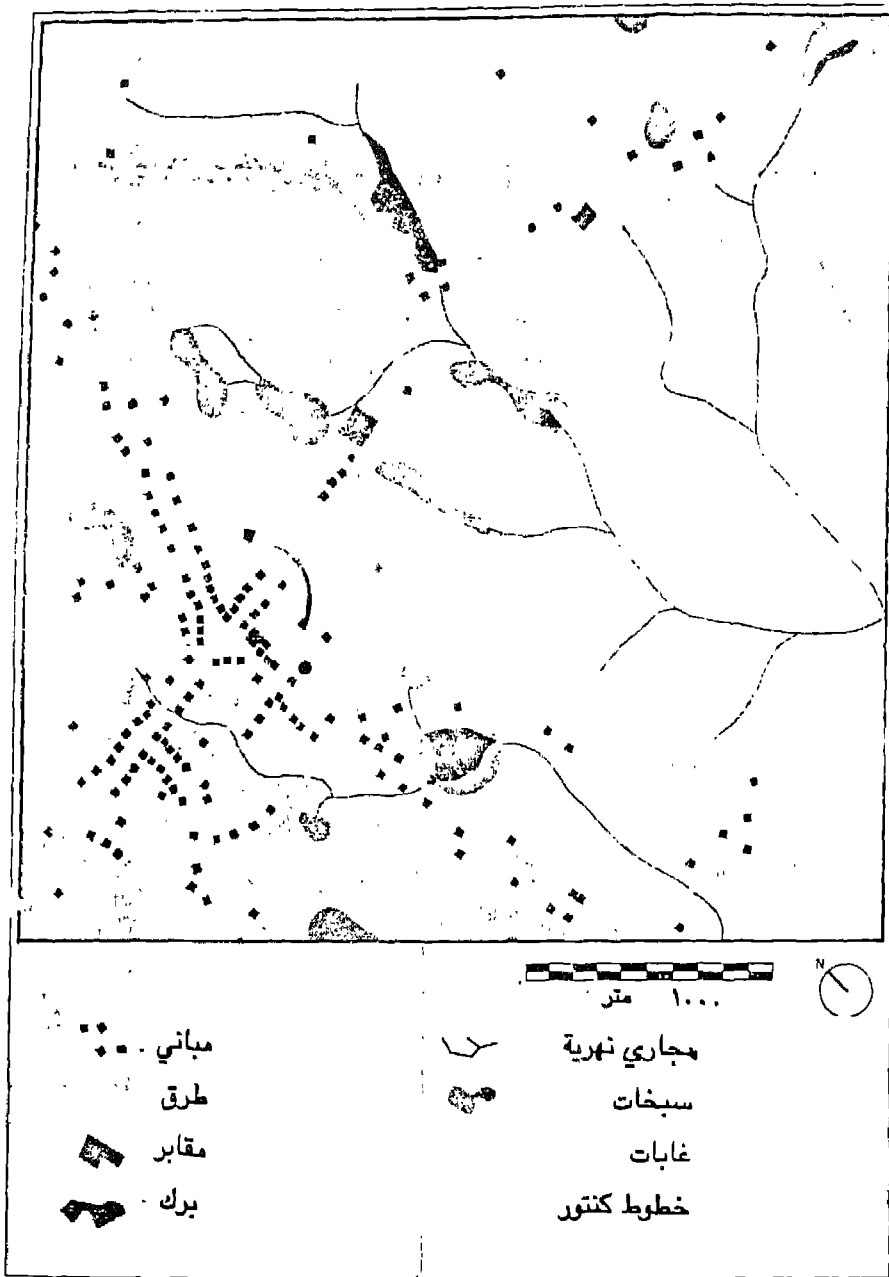 N
١٠٠٠ متر
مجاري نهرية
سبخات
غابات
خطوط كنتور
مباني
طرق
مقابر
برك